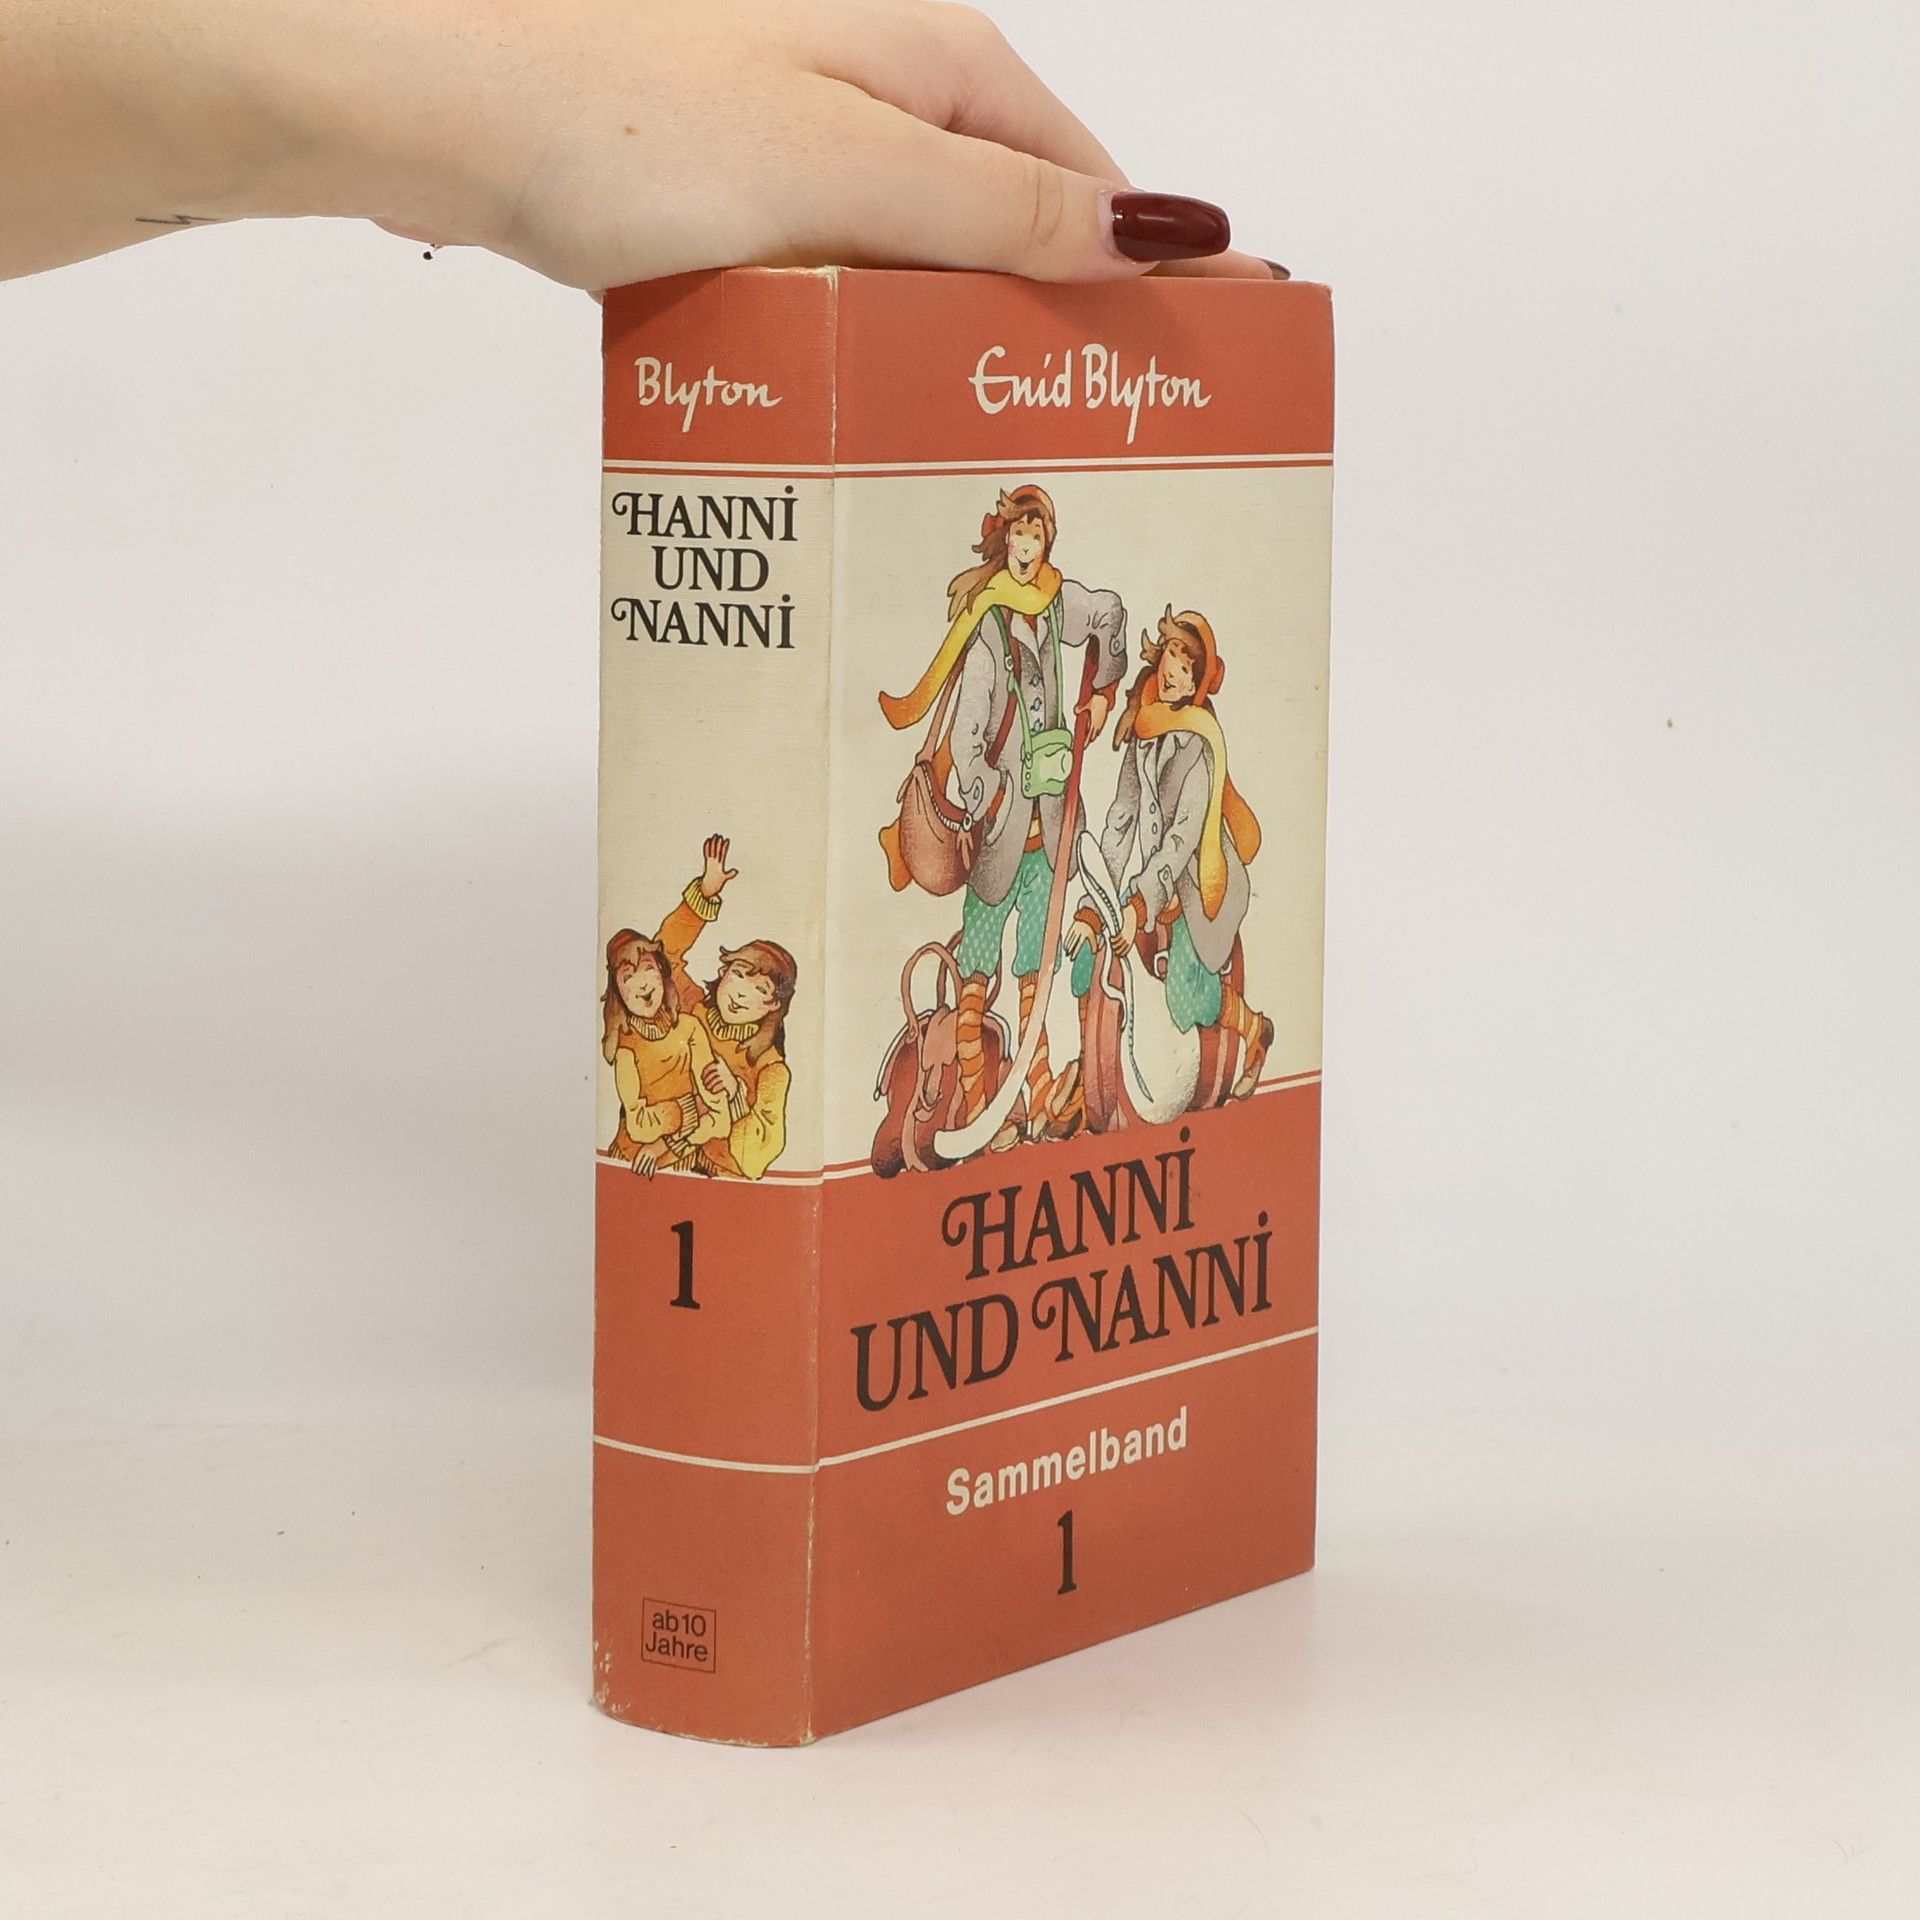 Blyton
HANNI
UND
NANNI
1
ab 10
Jahre
Enid Blyton
HANNI
UND NANNI
Sammelband
1